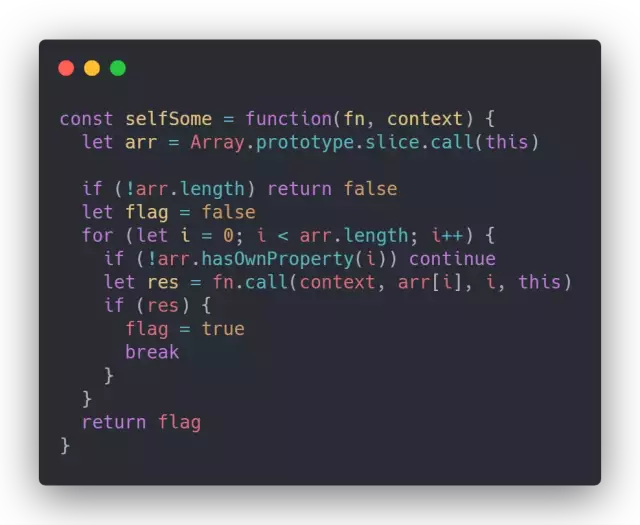 const selfSome = function(fn, context) {
  let arr = Array.prototype.slice.call(this)

  if (!arr.length) return false
  let flag = false
  for (let i = 0; i < arr.length; i++) {
    if (!arr.hasOwnProperty(i)) continue
    let res = fn.call(context, arr[i], i, this)
    if (res) {
      flag = true
      break
    }
  }
  return flag
}